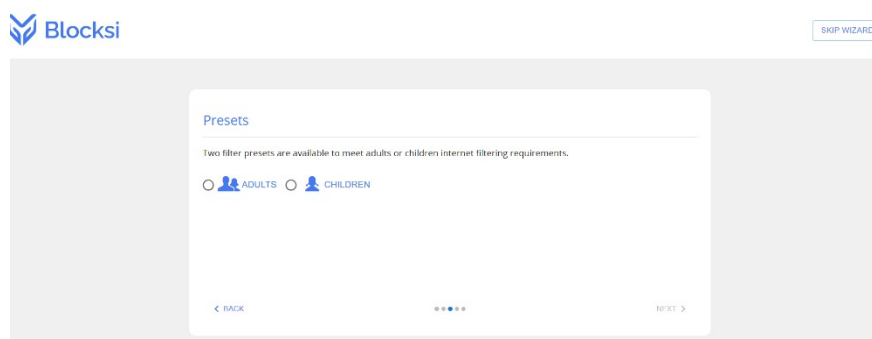 Blocksi
SKIP WIZARD
Presets
Two filter presets are available to meet adults or children internet filtering requirements.
ADULTS CHILDREN
BACK NEXT